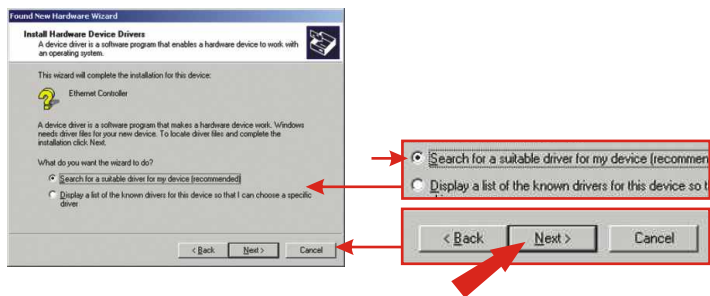 Found New Hardware Wizard
Install Hardware Device Drivers
A device driver is a software program that enables a hardware device to work with
an operating system.
This wizard will complete the installation for this device:
Ethernet Controller
A device driver is a software program that makes a hardware device work. Windows
needs driver files for your new device. To locate driver files and complete the
installation click Next.
What do you want the wizard to do?
Search for a suitable driver for my device (recommended)
Display a list of the known drivers for this device so that I can choose a specific
driver
< Back Next > Cancel
Search for a suitable driver for my device (recommen
Display a list of the known drivers for this device so t
< Back Next > Cancel